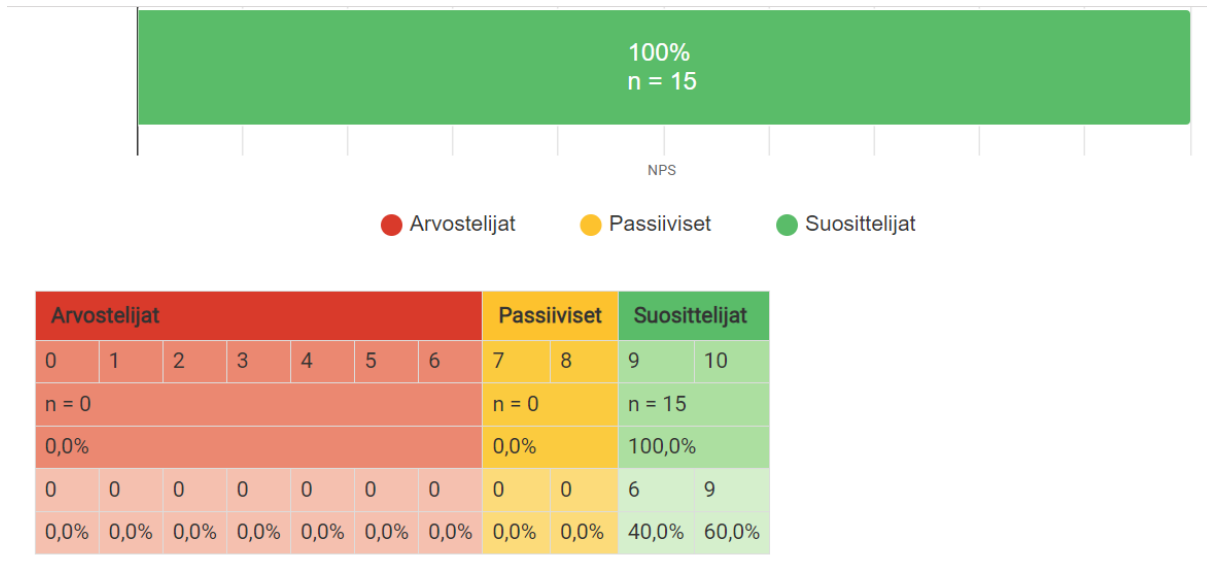 100%
n = 15
NPS
Arvostelijat Passiiviset Suosittelijat
Arvostelijat Passiiviset Suosittelijat
0 1 2 3 4 5 6 7 8 9 10
n = 0 n = 0 n = 15
0,0% 0,0% 100,0%
0 0 0 0 0 0 0 0 0 6 9
0,0% 0,0% 0,0% 0,0% 0,0% 0,0% 0,0% 0,0% 0,0% 40,0% 60,0%